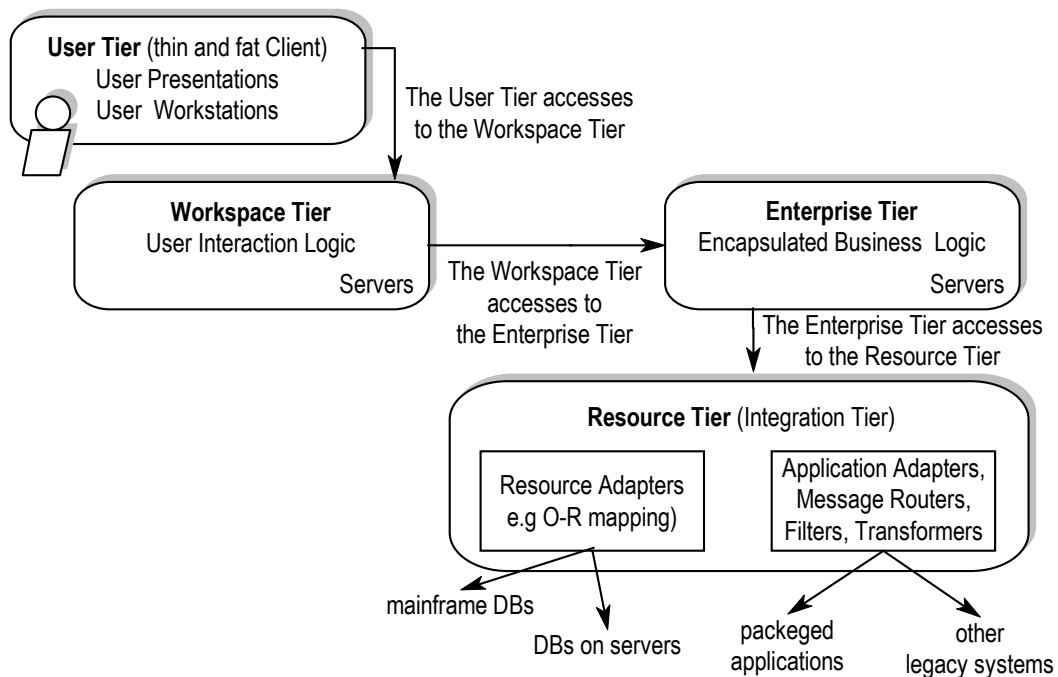 User Tier (thin and fat Client)
User Presentations
User Workstations
The User Tier accesses
to the Workspace Tier
Workspace Tier
User Interaction Logic
Servers
The Workspace Tier
accesses to
the Enterprise Tier
Enterprise Tier
Encapsulated Business Logic
Servers
The Enterprise Tier accesses
to the Resource Tier
Resource Tier (Integration Tier)
Resource Adapters
e.g O-R mapping)
Application Adapters,
Message Routers,
Filters, Transformers
mainframe DBs
DBs on servers
packeged
applications
other
legacy systems